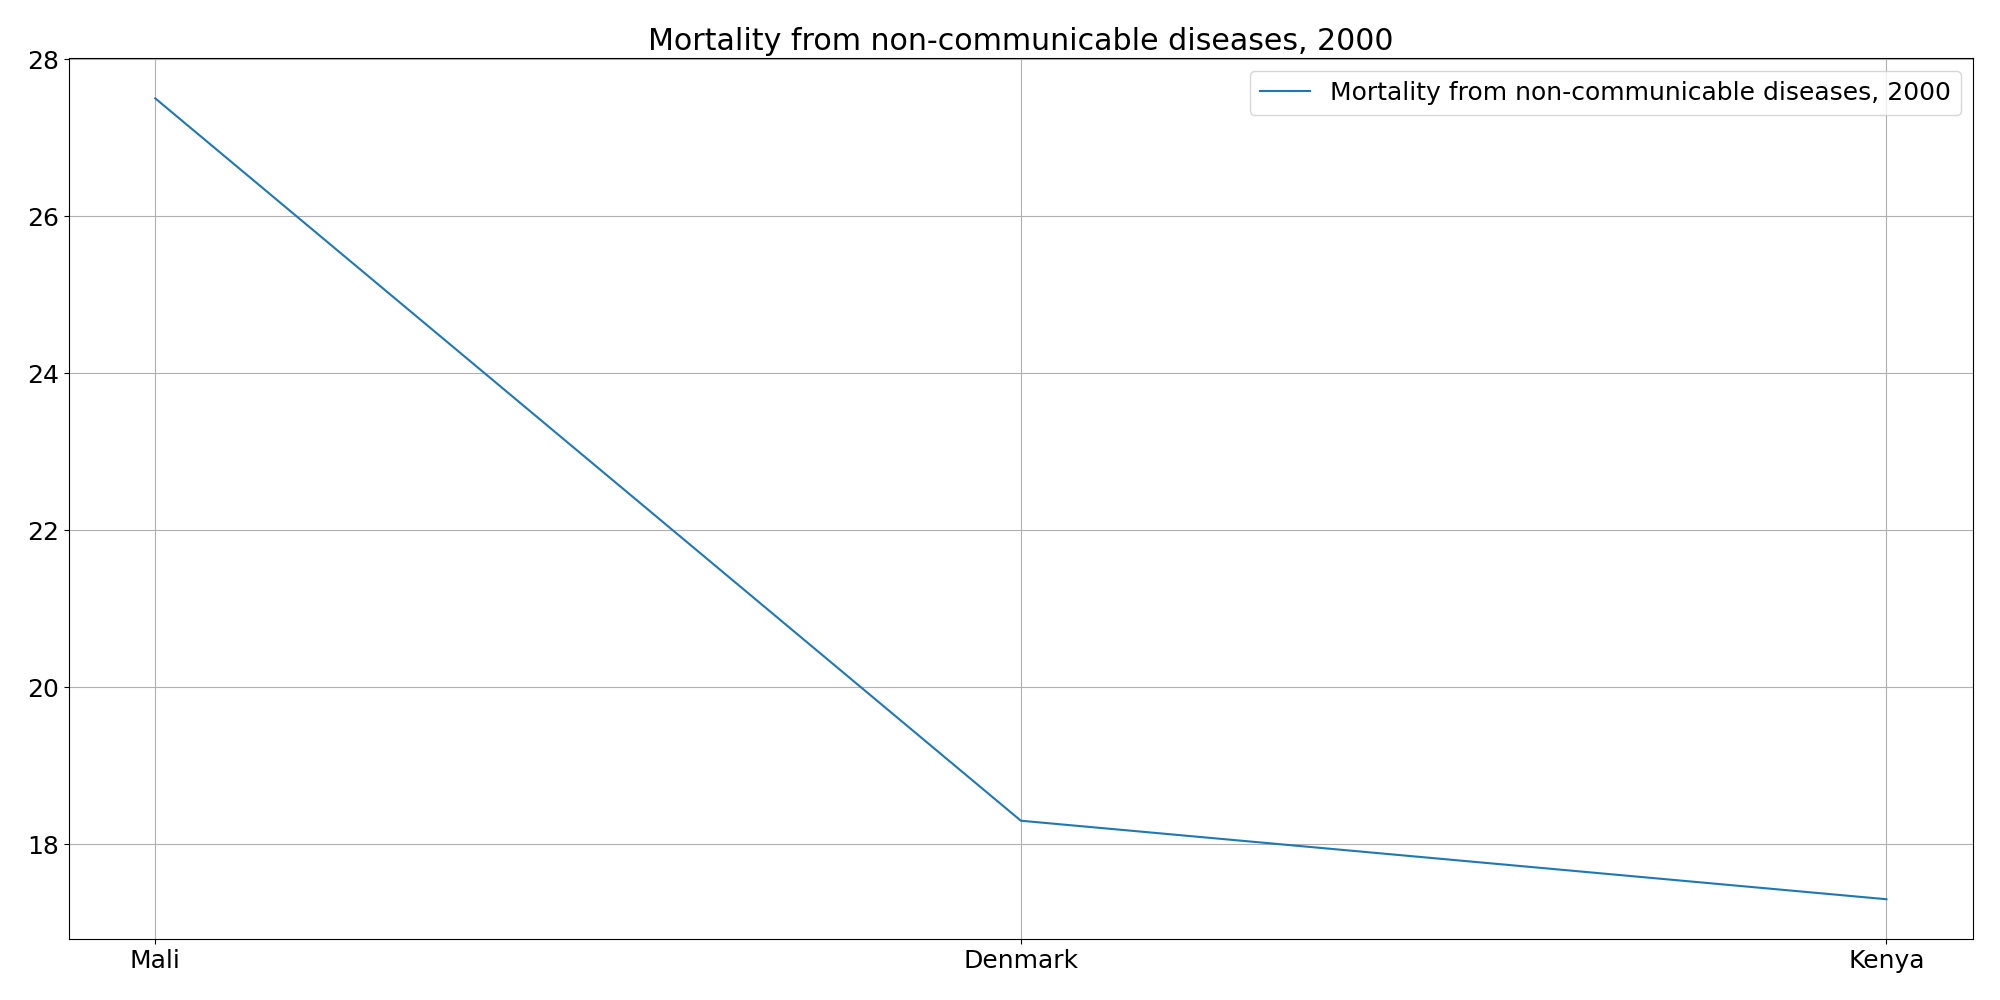 Mortality from non-communicable diseases, 2000
Mortality from non-communicable diseases, 2000
28
26
24
22
20
18
Mali
Denmark
Kenya